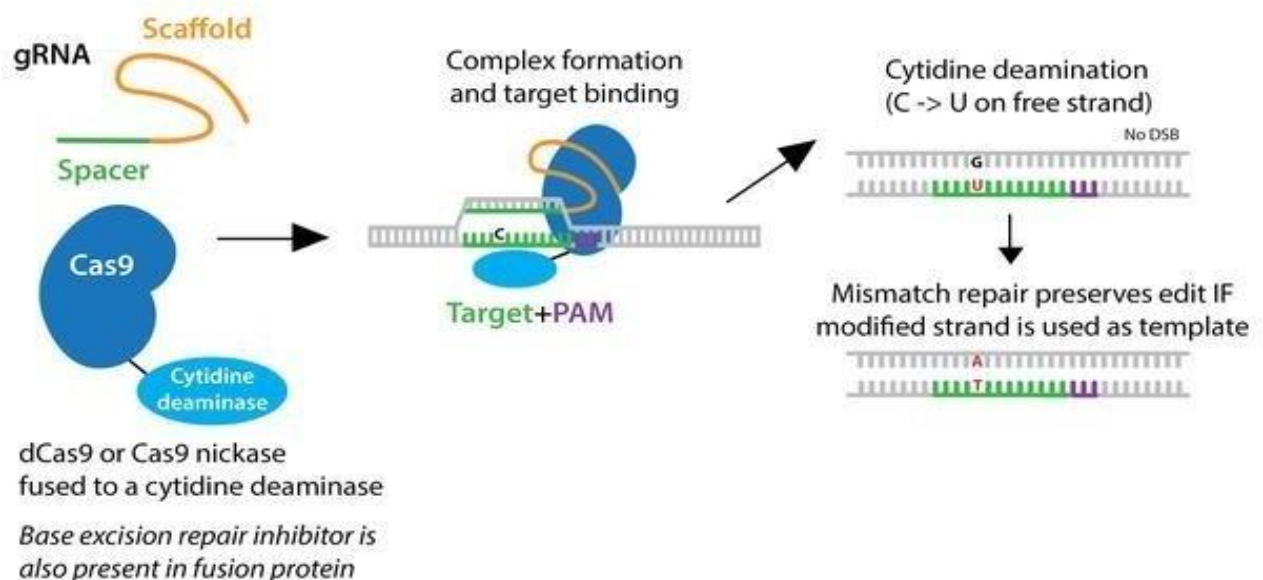 gRNA
Scaffold
Spacer
Cas9
Cytidine
deaminase
dCas9 or Cas9 nickase
fused to a cytidine deaminase
Base excision repair inhibitor is
also present in fusion protein
Complex formation
and target binding
C
Target+PAM
Cytidine deamination
(C -> U on free strand)
No DSB
G
U
Mismatch repair preserves edit IF
modified strand is used as template
A
T